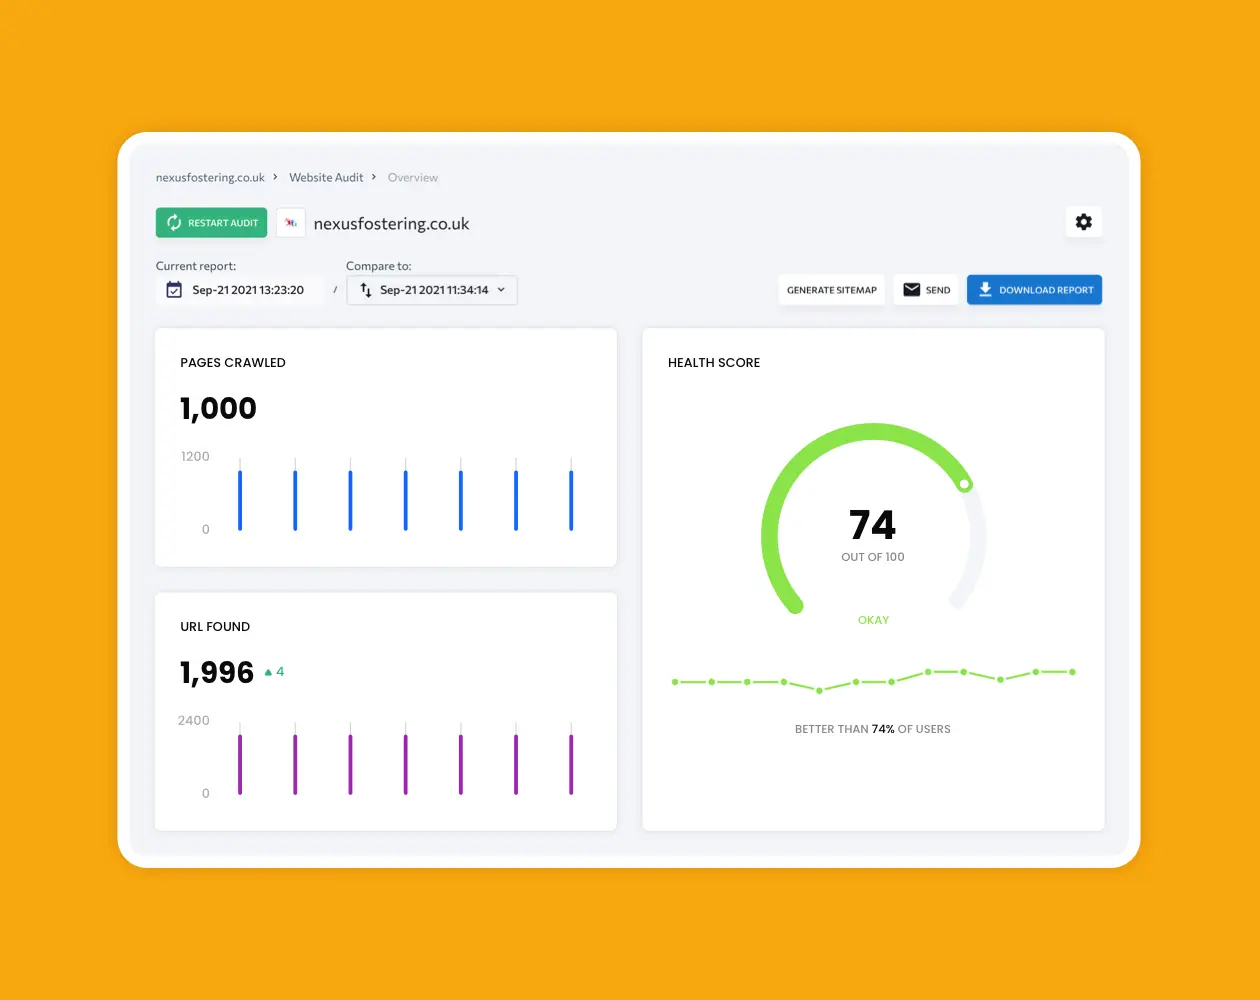 nexusfostering.co.uk > Website Audit > Overview
RESTART AUDIT
nexusfostering.co.uk
Current report:
Compare to:
Sep-21 2021 13:23:20 / Sep-21 2021 11:34:14
GENERATE SITEMAP
SEND
DOWNLOAD REPORT
PAGES CRAWLED
1,000
1200
0
URL FOUND
1,996
4
2400
0
HEALTH SCORE
74
OUT OF 100
OKAY
BETTER THAN 74% OF USERS